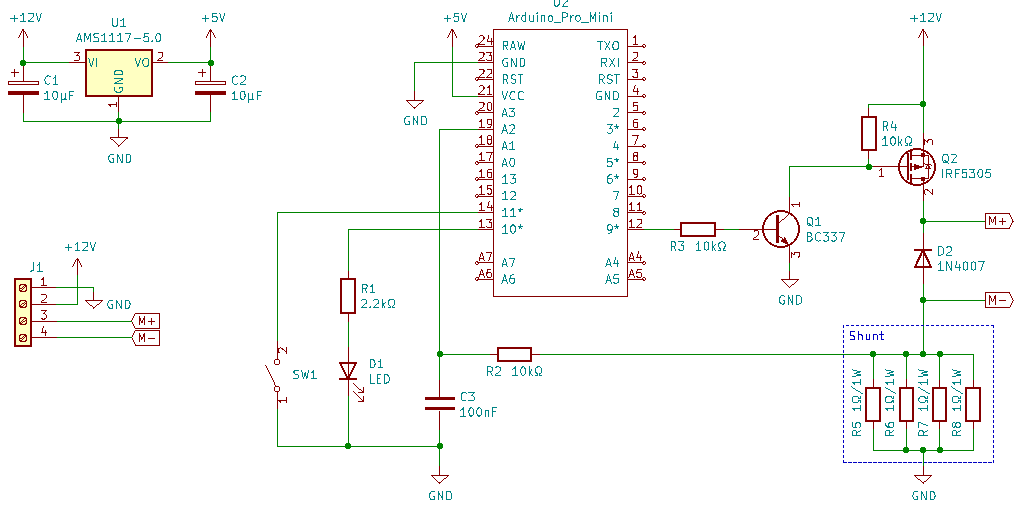 +12V
U1
AMS1117-5.0
+5V
3 VI VO 2
GND
1
+
C1
10µF
+
C2
10µF
GND
+12V
J1
1
2
3
4
GND
M+
M-
+5V
GND
U2
Arduino_Pro_Mini
24 RAW TXO 1
23 GND RXI 2
22 RST RST 3
21 VCC GND 4
20 A3 2 5
19 A2 3* 6
18 A1 4 7
17 A0 5* 8
16 13 6* 9
15 12 7 10
14 11* 8 11
13 10* 9* 12
A7 A7 A4 A4
A6 A6 A5 A5
R1
2.2kΩ
D1
LED
2
SW1
1
R2 10kΩ
C3
100nF
GND
R3 10kΩ
1
2
3
Q1
BC337
GND
+12V
R4
10kΩ
3
1
2
Q2
IRF5305
M+
D2
1N4007
M-
Shunt
R5 1Ω/1W
R6 1Ω/1W
R7 1Ω/1W
R8 1Ω/1W
GND